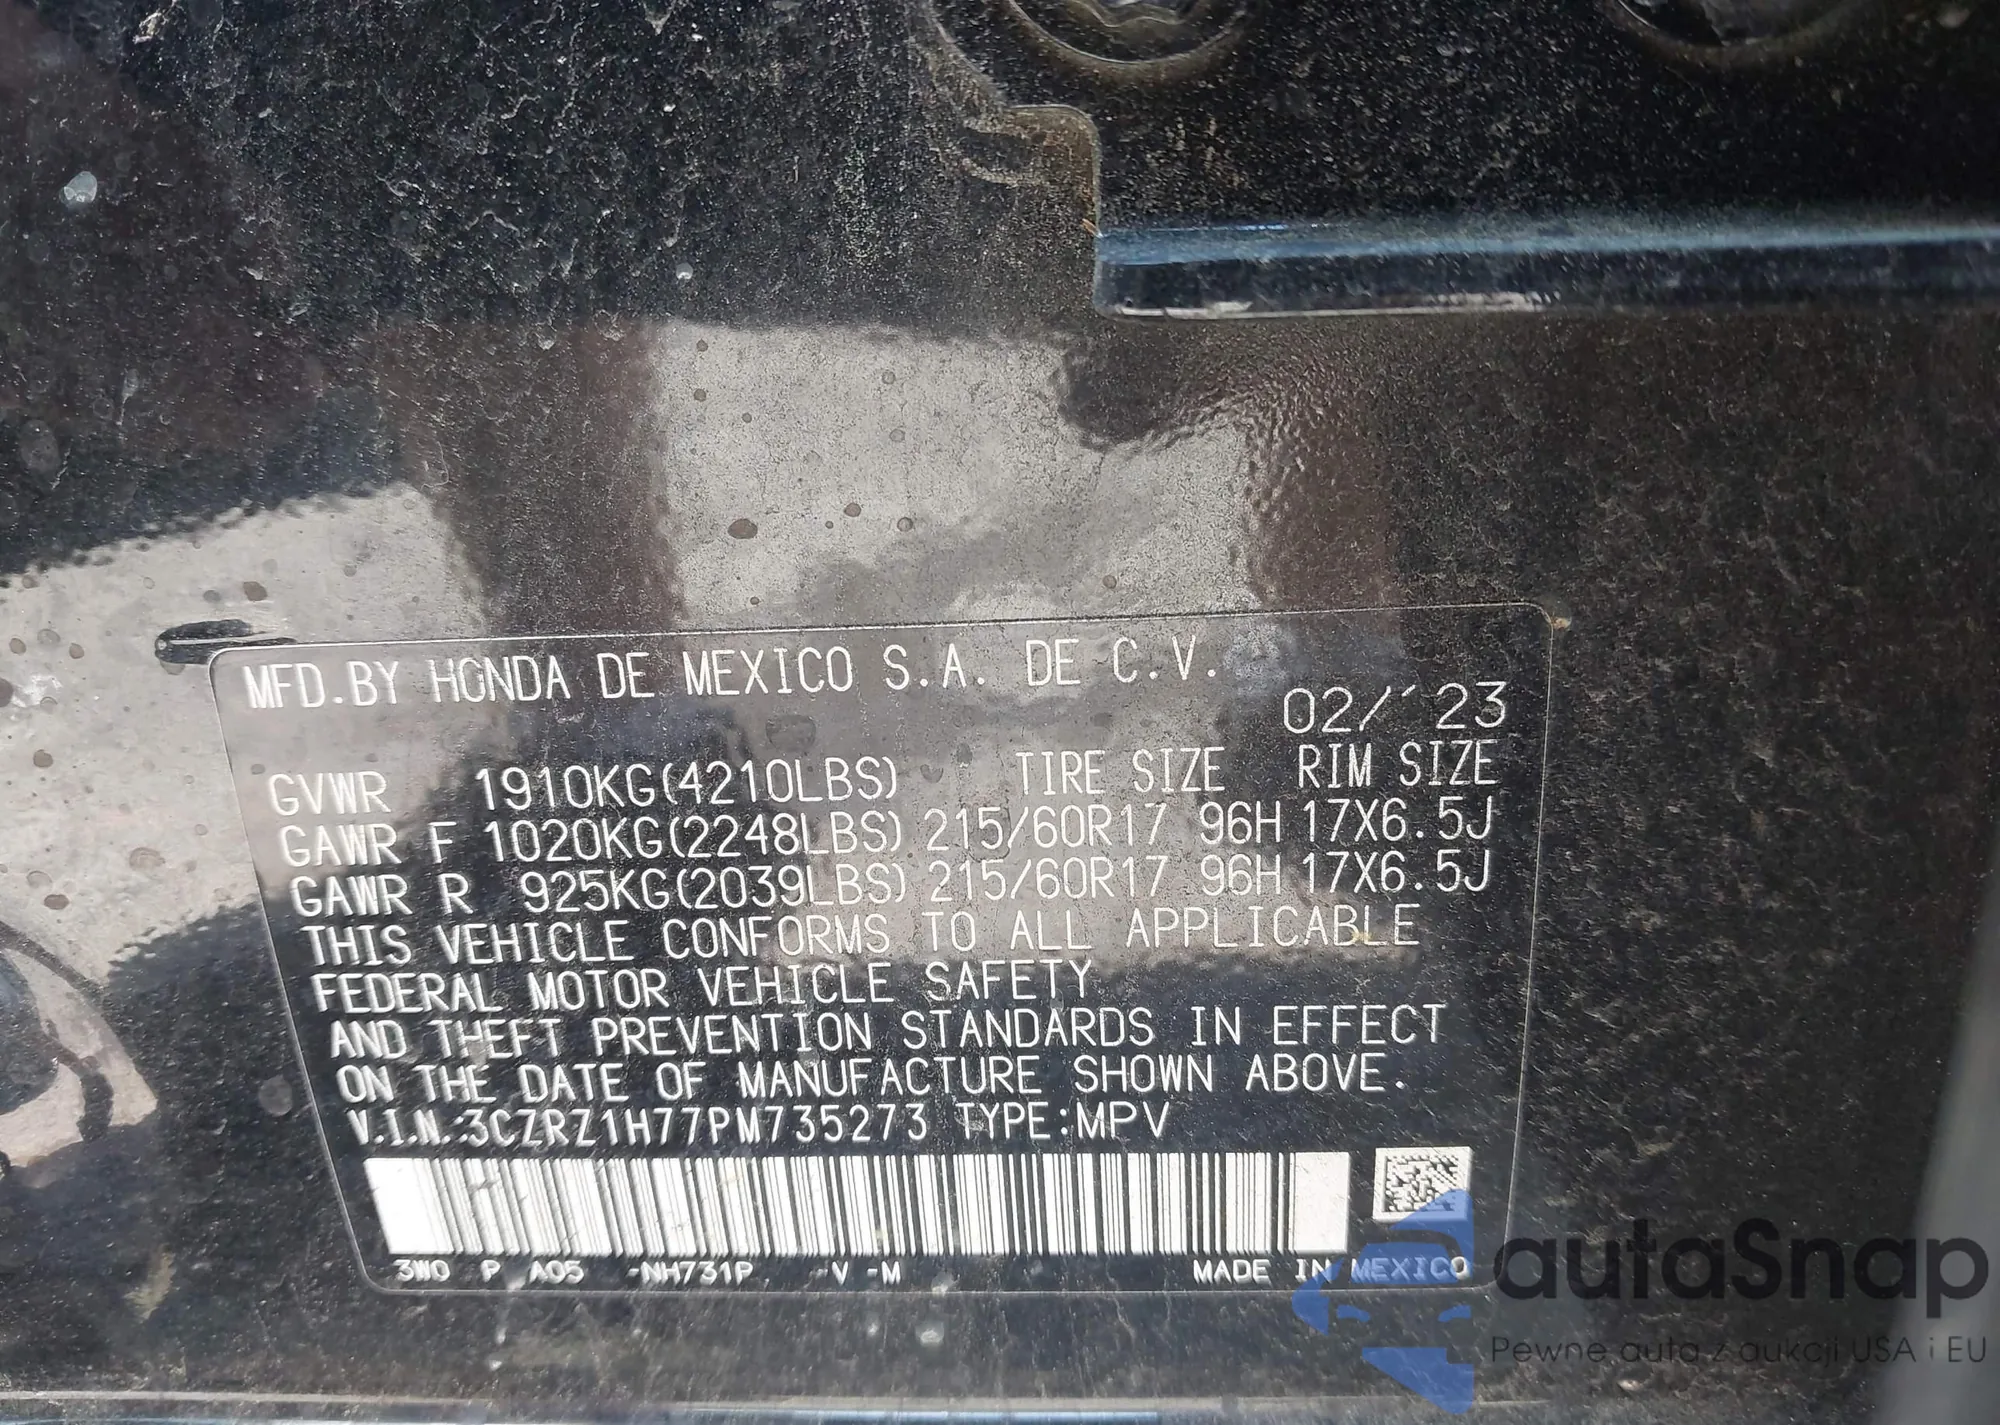 MFD.BY HONDA DE MEXICO S.A. DE C.V.
02/'23
GVWR 1910KG(4210LBS) TIRE SIZE RIM SIZE
GAWR F 1020KG(2248LBS) 215/60R17 96H 17X6.5J
GAWR R 925KG(2039LBS) 215/60R17 96H 17X6.5J
THIS VEHICLE CONFORMS TO ALL APPLICABLE
FEDERAL MOTOR VEHICLE SAFETY
AND THEFT PREVENTION STANDARDS IN EFFECT
ON THE DATE OF MANUFACTURE SHOWN ABOVE.
V.I.N.:3CZRZ1H77PM735273 TYPE:MPV
3W0 P A05 -NH731P -V -M MADE IN MEXICO
autaSnap
Pewne auta z aukcji USA i EU